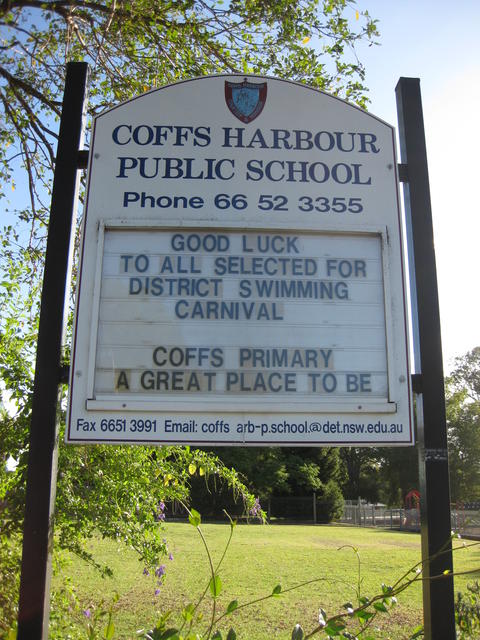 COFFS HARBOUR
PUBLIC SCHOOL
Phone 66 52 3355
GOOD LUCK
TO ALL SELECTED FOR
DISTRICT SWIMMING
CARNIVAL
COFFS PRIMARY
A GREAT PLACE TO BE
Fax 6651 3991 Email: coffs arb-p.school@det.nsw.edu.au